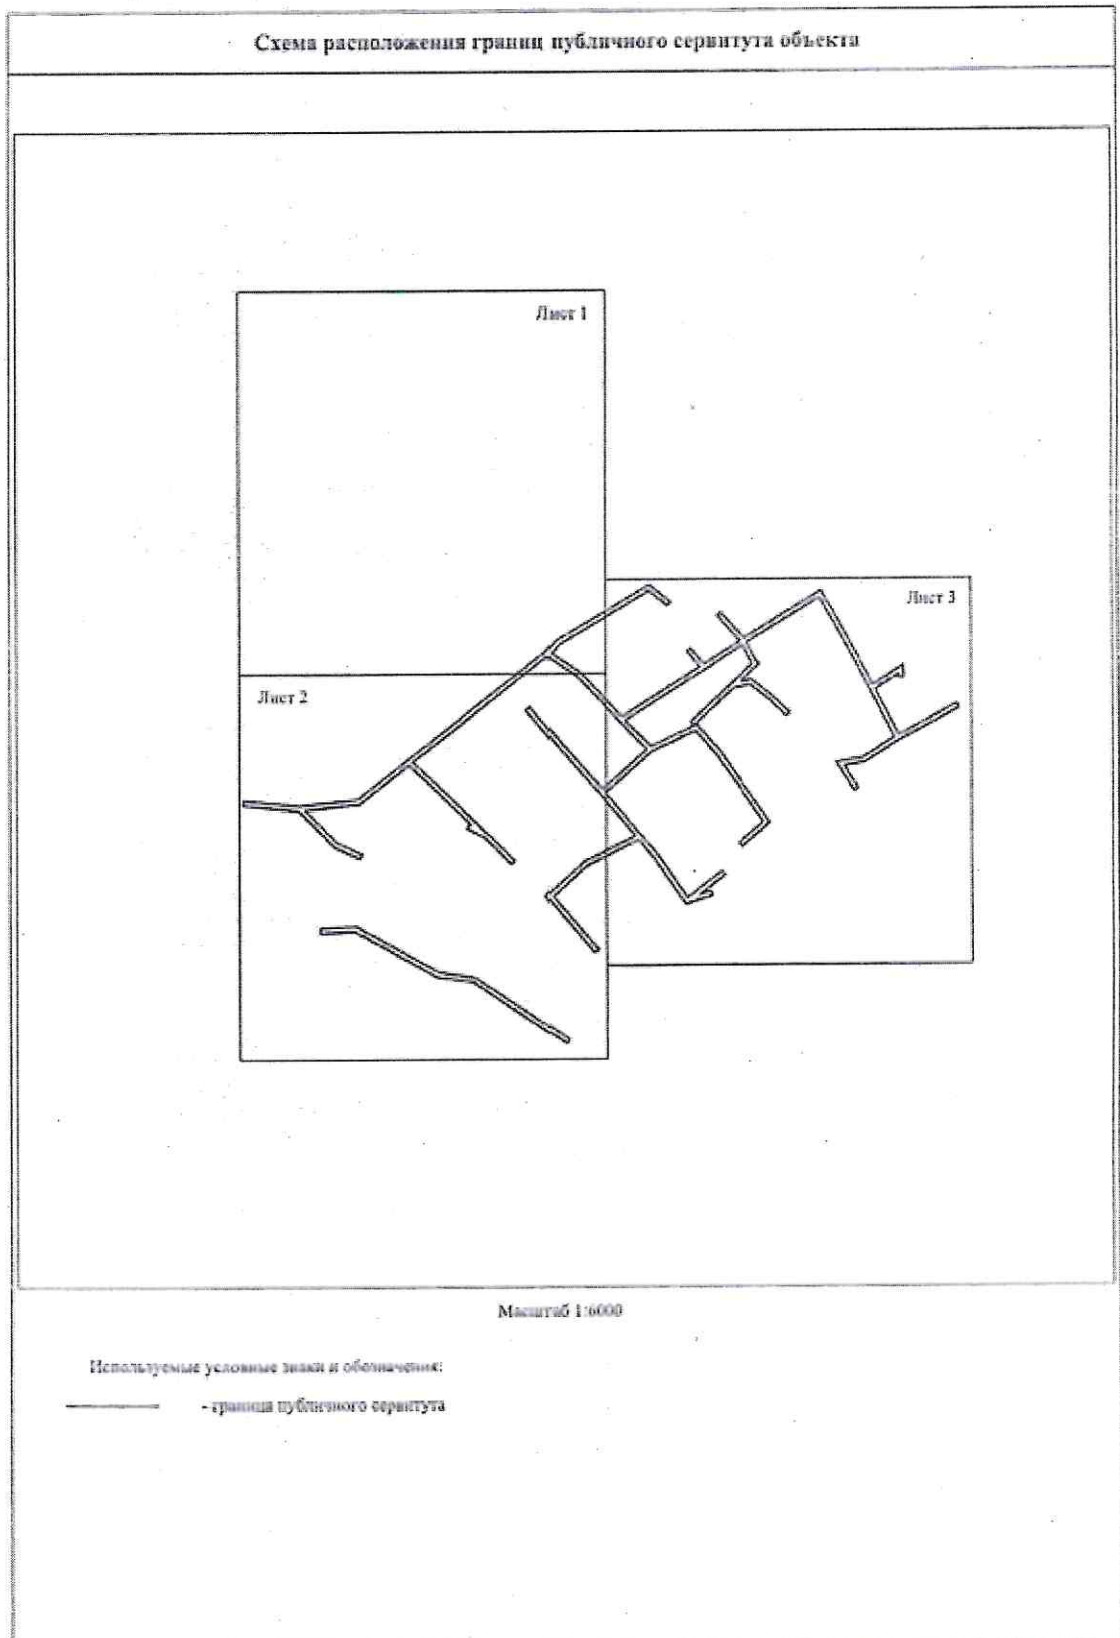 Схема расположения границ публичного сервитута объекта
Лист 1
Лист 3
Лист 2
Масштаб 1:6000
Используемые условные знаки и обозначения:
- граница публичного сервитута